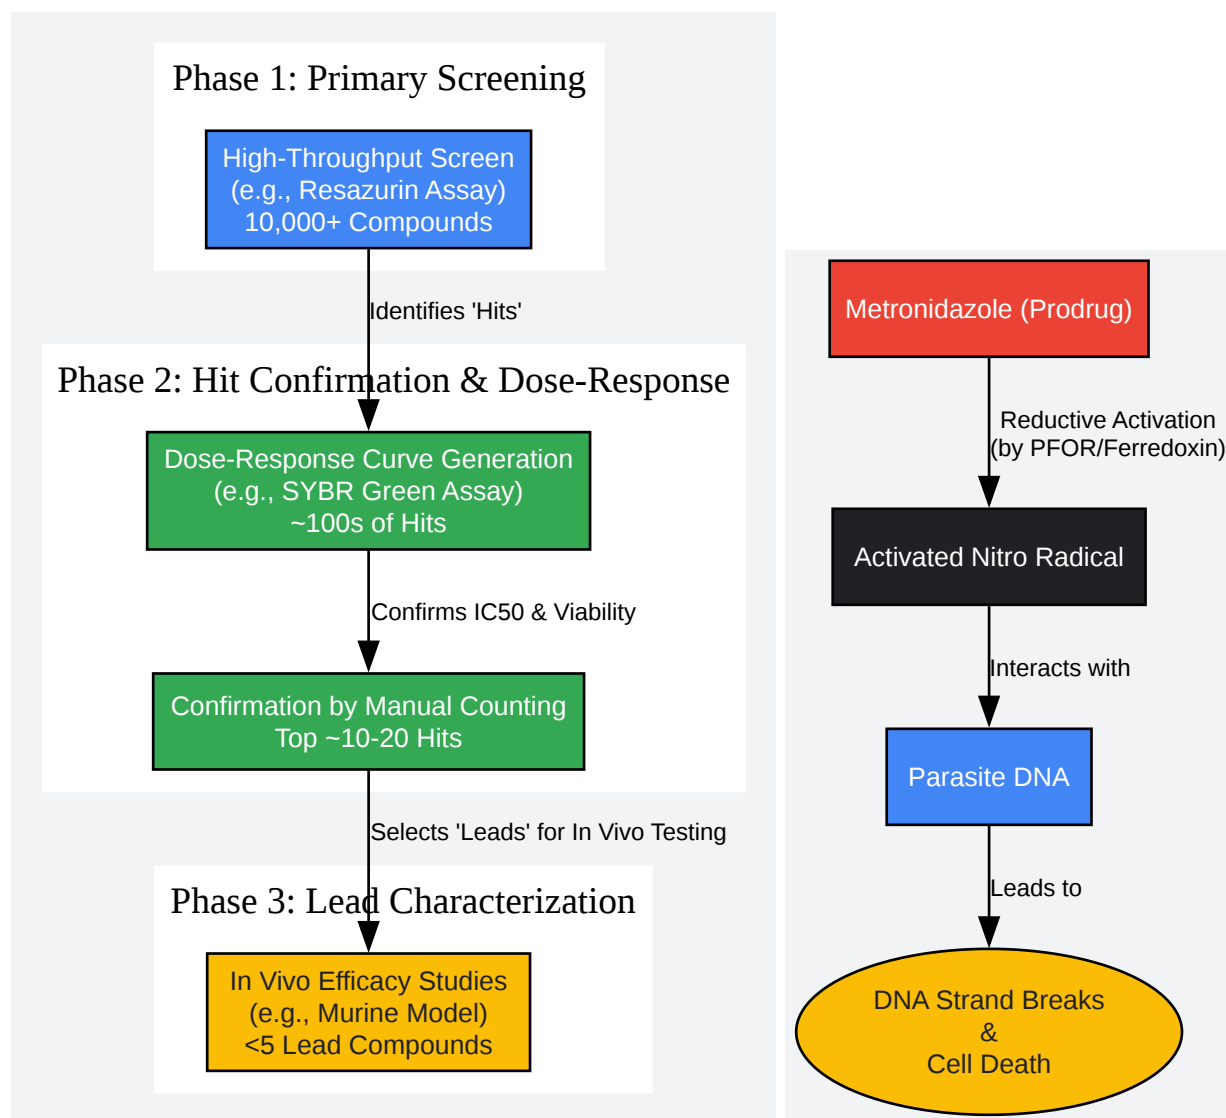 Phase 1: Primary Screening
High-Throughput Screen
(e.g., Resazurin Assay)
10,000+ Compounds
Identifies 'Hits'
Phase 2: Hit Confirmation & Dose-Response
Dose-Response Curve Generation
(e.g., SYBR Green Assay)
~100s of Hits
Confirms IC50 & Viability
Confirmation by Manual Counting
Top ~10-20 Hits
Selects 'Leads' for In Vivo Testing
Phase 3: Lead Characterization
In Vivo Efficacy Studies
(e.g., Murine Model)
<5 Lead Compounds
Metronidazole (Prodrug)
Reductive Activation
(by PFOR/Ferredoxin)
Activated Nitro Radical
Interacts with
Parasite DNA
Leads to
DNA Strand Breaks
&
Cell Death